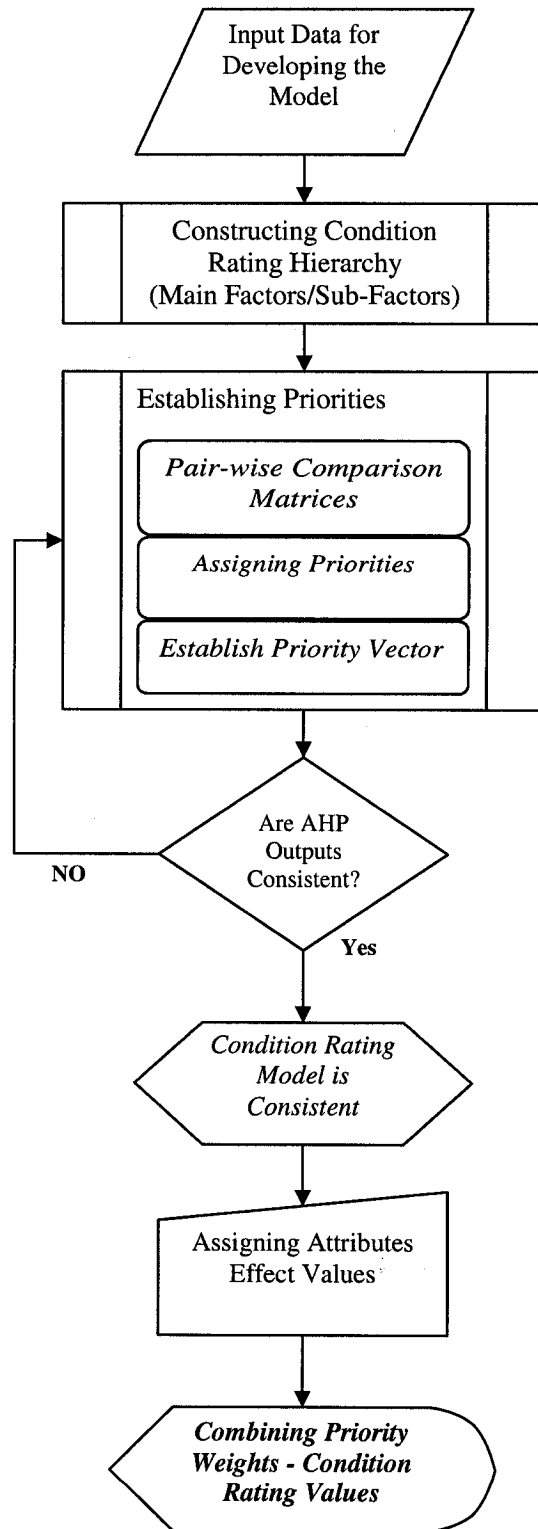 Input Data for
Developing the
Model
Constructing Condition
Rating Hierarchy
(Main Factors/Sub-Factors)
Establishing Priorities
Pair-wise Comparison
Matrices
Assigning Priorities
Establish Priority Vector
Are AHP
Outputs
Consistent?
NO
Yes
Condition Rating
Model is
Consistent
Assigning Attributes
Effect Values
Combining Priority
Weights - Condition
Rating Values